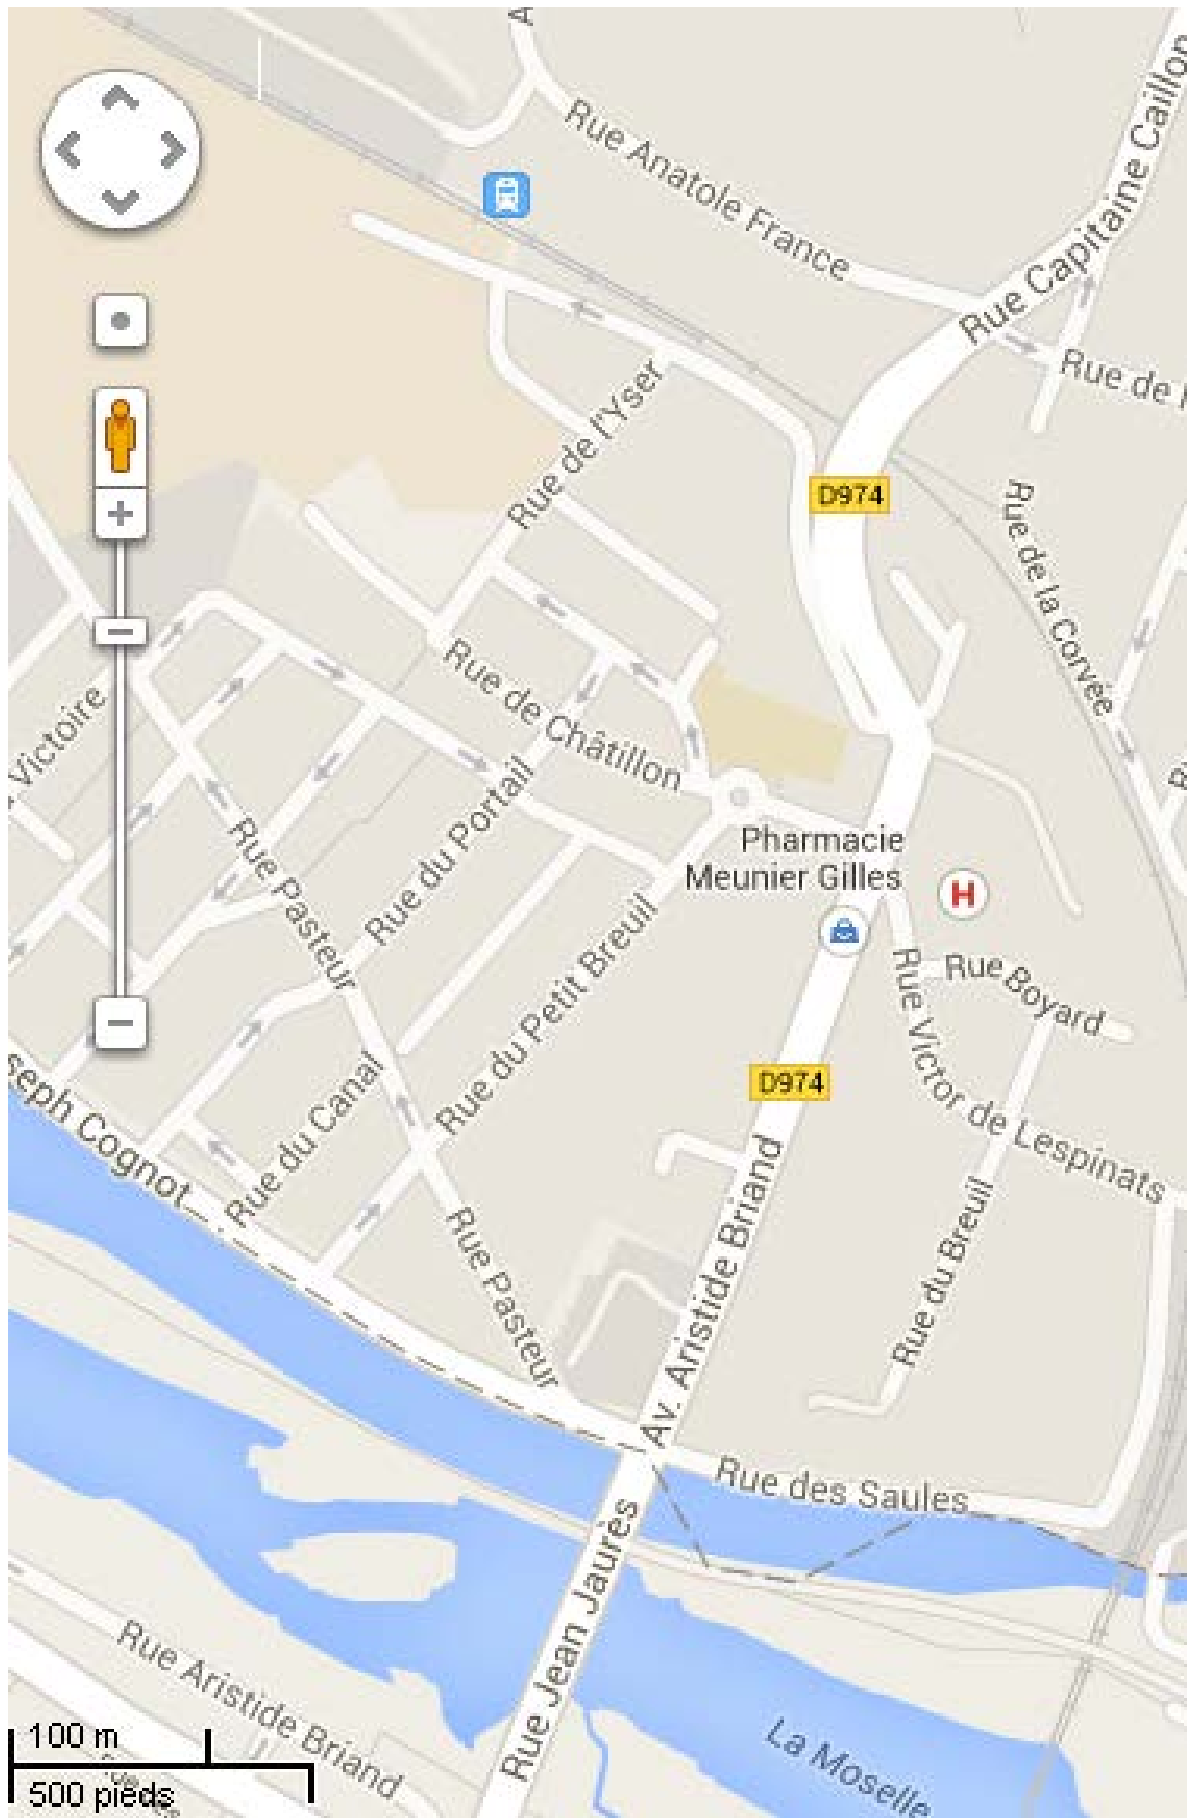 A
Rue Anatole France
Rue Capitaine Caillon
Rue de l'Yser
Rue de
D974
Rue de la Corvée
Rue de Châtillon
Victoire
Rue du Portail
Pharmacie
Meunier Gilles
H
Rue Pasteur
Rue du Petit Breuil
Rue Boyard
Rue Victor de Lespinats
D974
seph Cognot
Rue du Canal
Rue Pasteur
Av. Aristide Briand
Rue du Breuil
Rue des Saules
Rue Jean Jaurès
Rue Aristide Briand
La Moselle
100 m
500 pieds